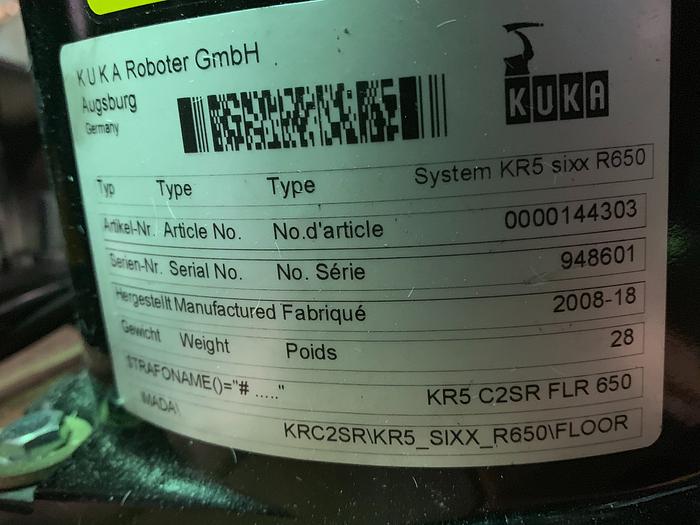 KUKA Roboter GmbH
Augsburg
Germany
KUKA
Typ Type Type System KR5 sixx R650
Artikel-Nr. Article No. No.d'article 0000144303
Serien-Nr. Serial No. No. Série 948601
Hergestellt Manufactured Fabriqué 2008-18
Gewicht Weight Poids 28
$TRAFONAME()="# ....." KR5 C2SR FLR 650
\MADA\ KRC2SR\KR5_SIXX_R650\FLOOR